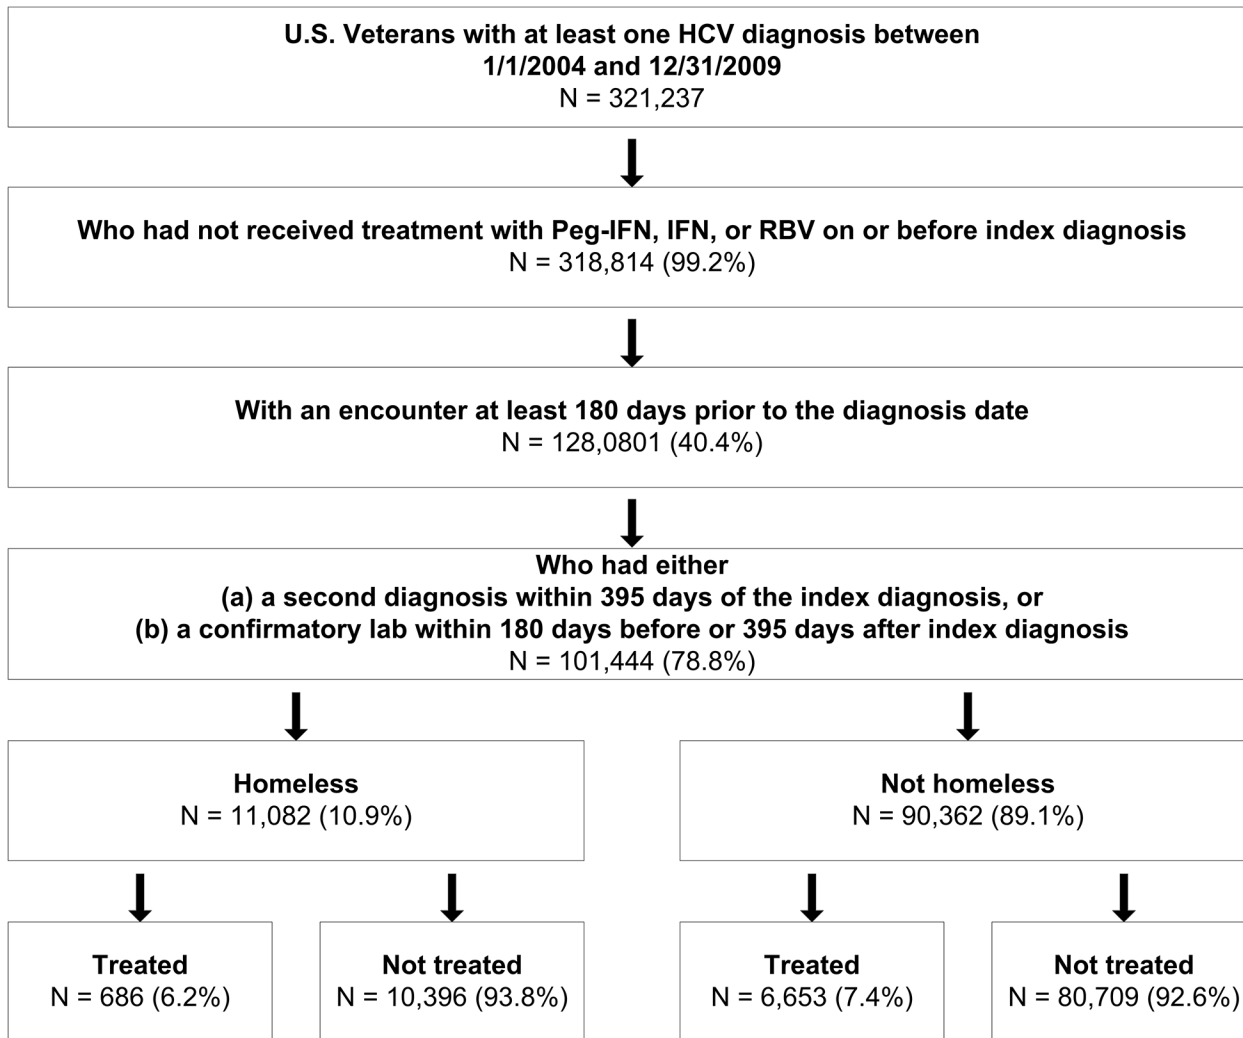 U.S. Veterans with at least one HCV diagnosis between
1/1/2004 and 12/31/2009
N = 321,237
Who had not received treatment with Peg-IFN, IFN, or RBV on or before index diagnosis
N = 318,814 (99.2%)
With an encounter at least 180 days prior to the diagnosis date
N = 128,0801 (40.4%)
Who had either
(a) a second diagnosis within 395 days of the index diagnosis, or
(b) a confirmatory lab within 180 days before or 395 days after index diagnosis
N = 101,444 (78.8%)
Homeless
N = 11,082 (10.9%)
Not homeless
N = 90,362 (89.1%)
Treated
N = 686 (6.2%)
Not treated
N = 10,396 (93.8%)
Treated
N = 6,653 (7.4%)
Not treated
N = 80,709 (92.6%)